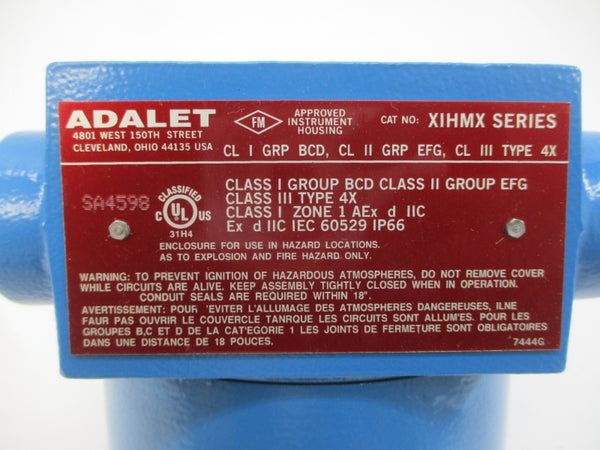 ADALET
4801 WEST 150TH STREET
CLEVELAND, OHIO 44135 USA
FM
APPROVED
INSTRUMENT
HOUSING
CAT NO: XIHMX SERIES
CL I GRP BCD, CL II GRP EFG, CL III TYPE 4X
SA4598
CLASSIFIED
C UL US
31H4
CLASS I GROUP BCD CLASS II GROUP EFG
CLASS III TYPE 4X
CLASS I ZONE 1 AEx d IIC
Ex d IIC IEC 60529 IP66
ENCLOSURE FOR USE IN HAZARD LOCATIONS.
AS TO EXPLOSION AND FIRE HAZARD ONLY.
WARNING: TO PREVENT IGNITION OF HAZARDOUS ATMOSPHERES, DO NOT REMOVE COVER
WHILE CIRCUITS ARE ALIVE. KEEP ASSEMBLY TIGHTLY CLOSED WHEN IN OPERATION.
CONDUIT SEALS ARE REQUIRED WITHIN 18".
AVERTISSEMENT: POUR 'EVITER L'ALLUMAGE DES ATMOSPHERES DANGEREUSES, ILNE
FAUR PAS OUVRIR LE COUVERCLE TANRQUE LES CIRCUITS SONT ALLUM'ES. POUR LES
GROUPES B,C ET D DE LA CAT'EGORIE 1 LES JOINTS DE FERMETURE SONT OBLIGATOIRES
DANS UNE DISTANCE DE 18 POUCES.
7444G